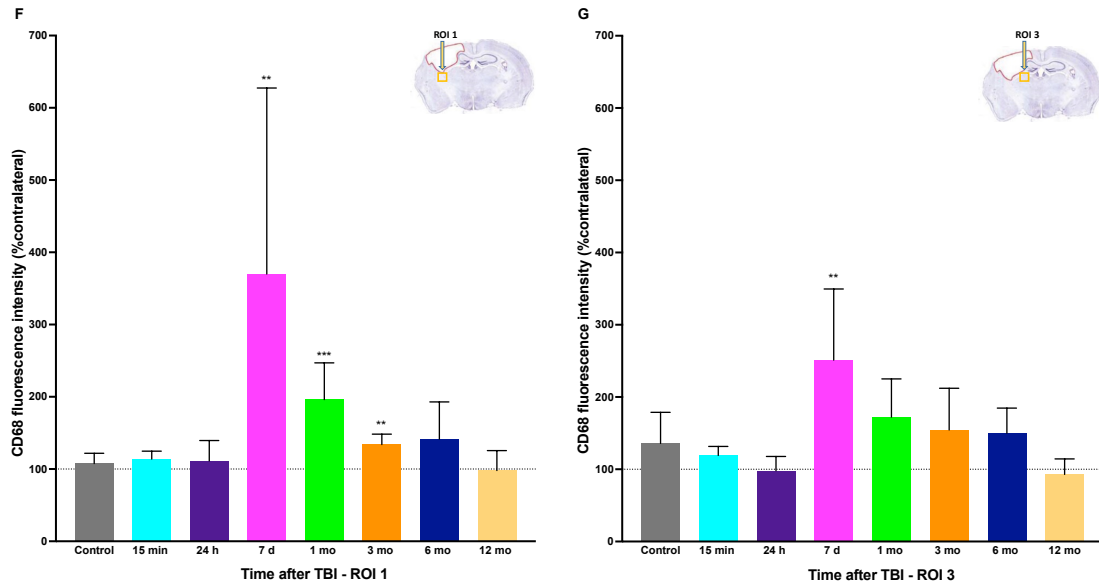 F
ROI 1
CD68 fluorescence intensity (%contralateral)
700
600
500
400
300
200
100
0
**
***
**
Control 15 min 24 h 7 d 1 mo 3 mo 6 mo 12 mo
Time after TBI - ROI 1
G
ROI 3
CD68 fluorescence intensity (%contralateral)
700
600
500
400
300
200
100
0
**
Control 15 min 24 h 7 d 1 mo 3 mo 6 mo 12 mo
Time after TBI - ROI 3